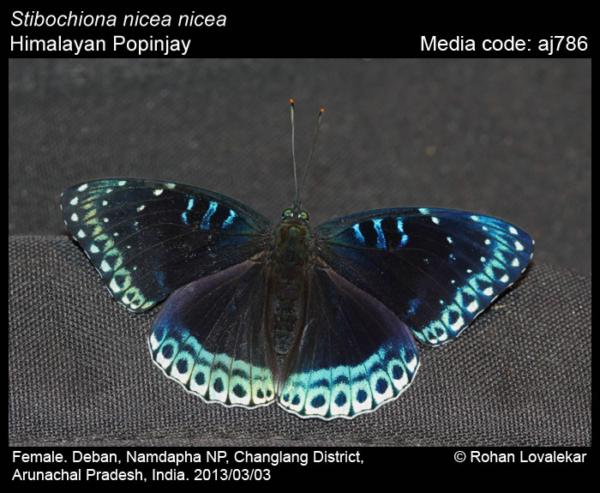 Stibochiona nicea nicea
Himalayan Popinjay
Media code: aj786
Female. Deban, Namdapha NP, Changlang District,
Arunachal Pradesh, India. 2013/03/03
© Rohan Lovalekar